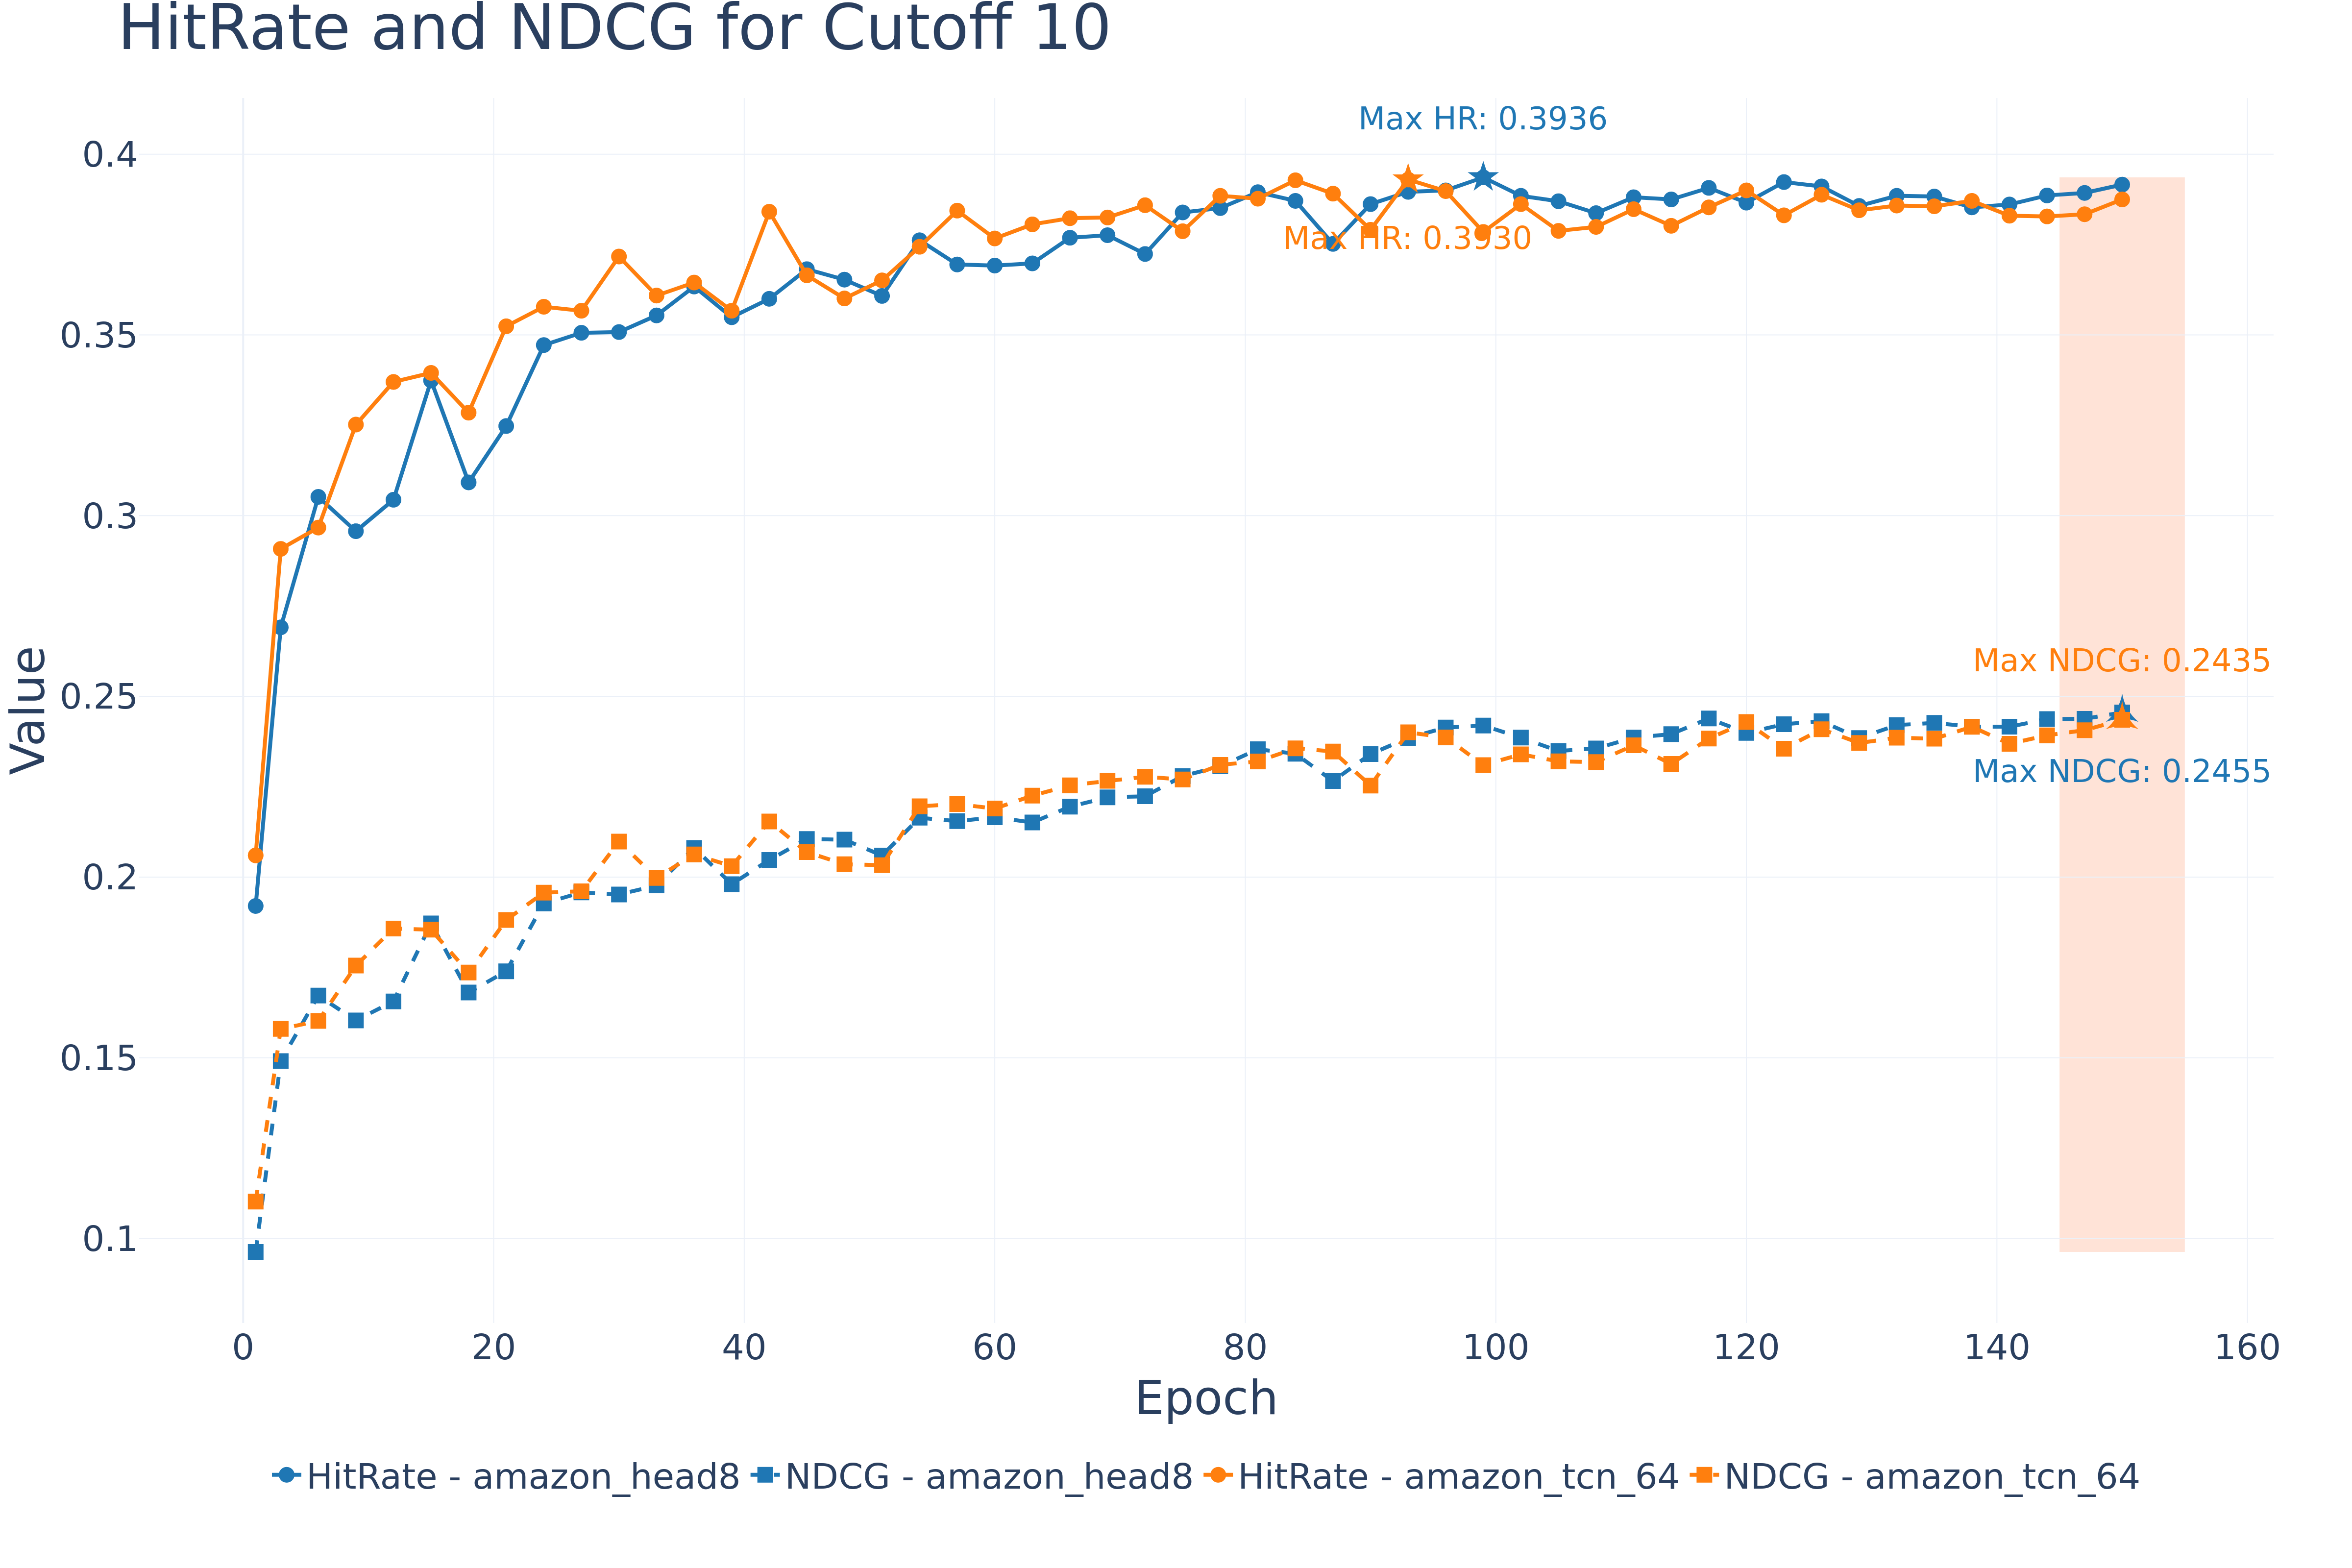 HitRate and NDCG for Cutoff 10
Max HR: 0.3936
0.4
Max HR: 0.3930
0.35
0.3
Max NDCG: 0.2435
0.25
Max NDCG: 0.2455
0.2
0.15
0.1
Value
0 20 40 60 80 100 120 140 160
Epoch
HitRate - amazon_head8 NDCG - amazon_head8 HitRate - amazon_tcn_64 NDCG - amazon_tcn_64